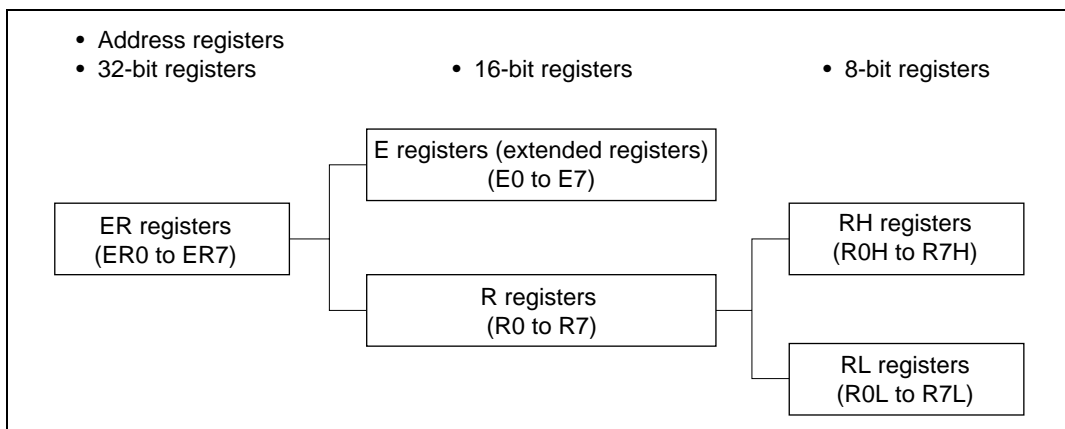 • Address registers
• 32-bit registers
• 16-bit registers
• 8-bit registers
E registers (extended registers)
(E0 to E7)
ER registers
(ER0 to ER7)
RH registers
(R0H to R7H)
R registers
(R0 to R7)
RL registers
(R0L to R7L)